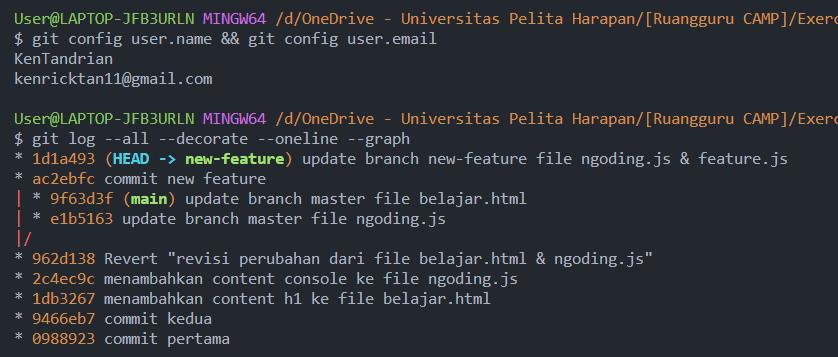 User@LAPTOP-JFB3URLN MINGW64 /d/OneDrive - Universitas Pelita Harapan/[Ruangguru CAMP]/Exerc
$ git config user.name && git config user.email
KenTandrian
kenricktan11@gmail.com
User@LAPTOP-JFB3URLN MINGW64 /d/OneDrive - Universitas Pelita Harapan/[Ruangguru CAMP]/Exerc
$ git log --all --decorate --oneline --graph
* 1d1a493 (HEAD -> new-feature) update branch new-feature file ngoding.js & feature.js
* ac2ebfc commit new feature
| * 9f63d3f (main) update branch master file belajar.html
| * e1b5163 update branch master file ngoding.js
|/
* 962d138 Revert "revisi perubahan dari file belajar.html & ngoding.js"
* 2c4ec9c menambahkan content console ke file ngoding.js
* 1db3267 menambahkan content h1 ke file belajar.html
* 9466eb7 commit kedua
* 0988923 commit pertama